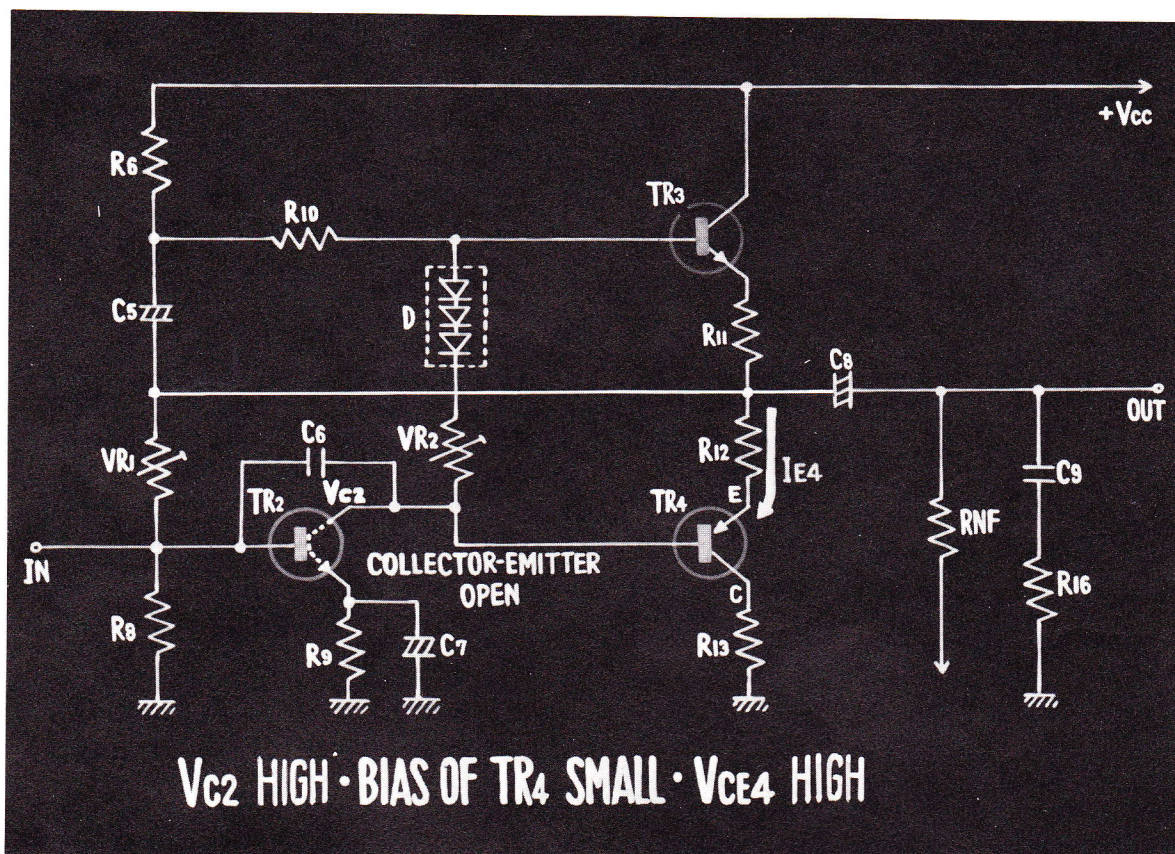 +Vcc
R6
TR3
R10
C5
D
R11
C8
OUT
VR1
C6
VR2
R12
IE4
TR2
Vc2
TR4
E
C9
RNF
IN
COLLECTOR-EMITTER
OPEN
C
R16
R8
R9
C7
R13
Vc2 HIGH · BIAS OF TR4 SMALL · VCE4 HIGH